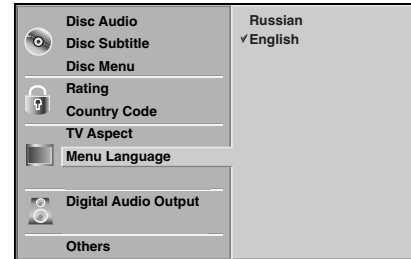 Disc Audio
Disc Subtitle
Disc Menu
Rating
Country Code
TV Aspect
Menu Language
Digital Audio Output
Others
Russian
✓English